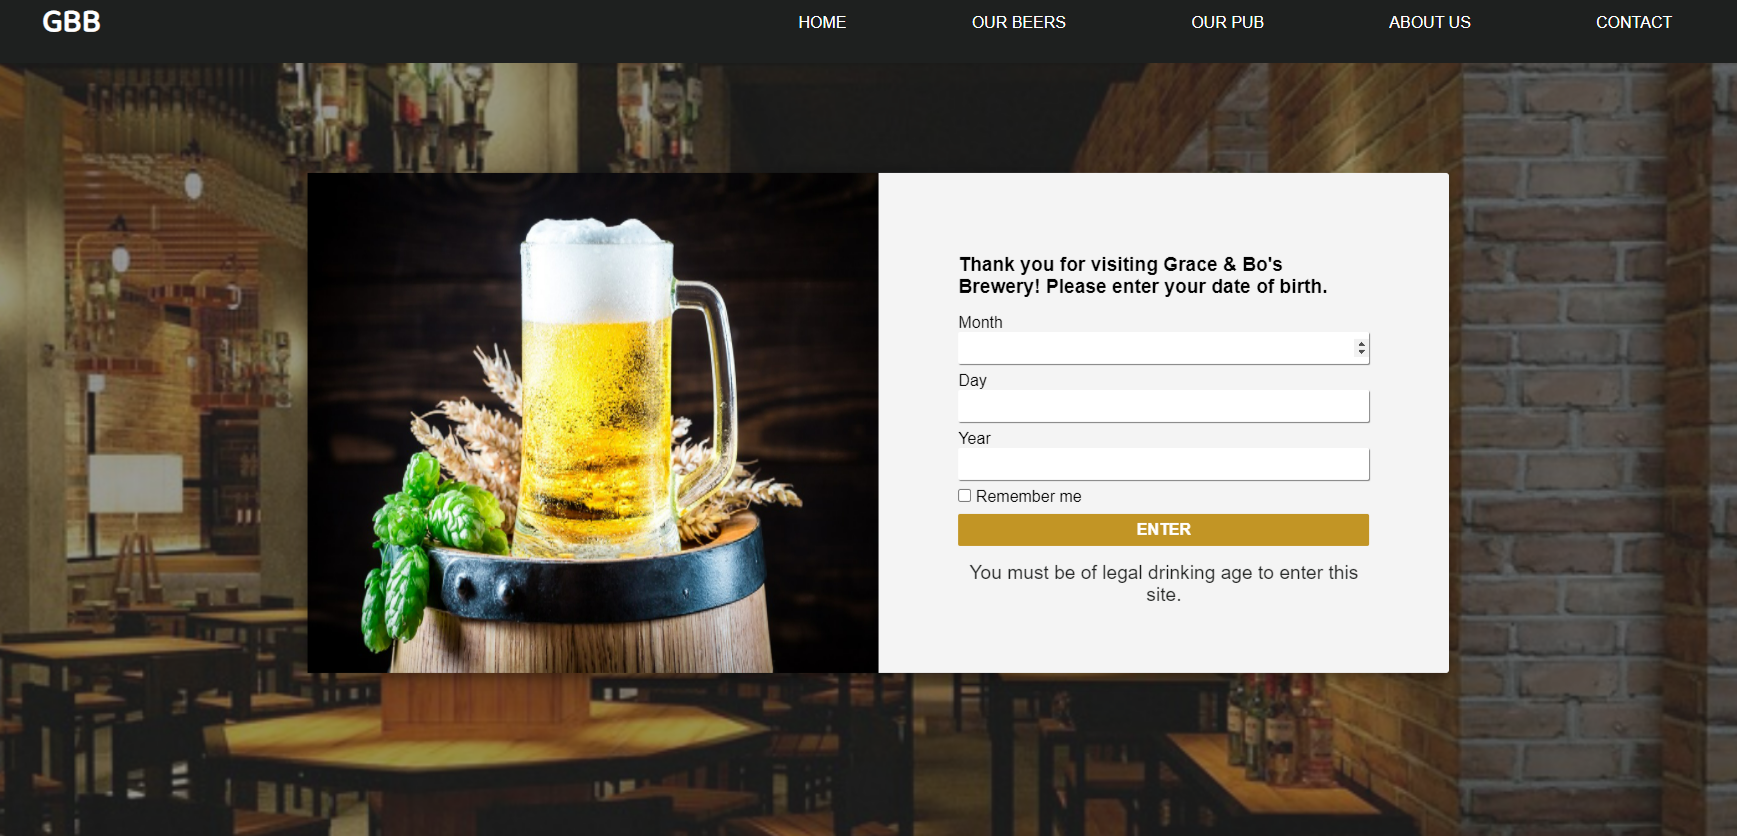 GBB
HOME
OUR BEERS
OUR PUB
ABOUT US
CONTACT
Thank you for visiting Grace & Bo's
Brewery! Please enter your date of birth.
Month
Day
Year
Remember me
ENTER
You must be of legal drinking age to enter this
site.